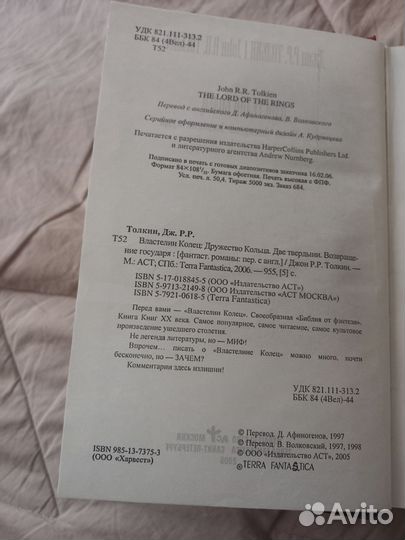 УДК 821.111-313.2
ББК 84 (4Вел)-44
Т52
John R.R. Tolkien
THE LORD OF THE RINGS
Перевод с английского Д. Афиногенова, В. Волковского
Серийное оформление и компьютерный дизайн А. Кудрявцева
Печатается с разрешения издательства HarperCollins Publishers Ltd.
и литературного агентства Andrew Nurnberg.
Подписано в печать с готовых диапозитивов заказчика 16.02.06.
Формат 84×108 1/32. Бумага офсетная. Печать высокая с ФПФ.
Усл. печ. л. 50,4. Тираж 5000 экз. Заказ 684.
Толкин, Дж. Р.Р.
Т52 Властелин Колец: Дружество Кольца. Две твердыни. Возвраще-
ние государя : [фантаст. романы: пер. с англ.] / Джон Р.Р. Толкин. —
М.: АСТ; СПб.: Terra Fantastica, 2006. — 955, [5] с.
ISBN 5-17-018845-5 (ООО «Издательство АСТ»)
ISBN 5-9713-2149-8 (ООО Издательство «АСТ МОСКВА»)
ISBN 5-7921-0618-5 (Terra Fantastica)
Перед вами — «Властелин Колец». Своеобразная «Библия от фэнтези».
Книга Книг XX века. Самое популярное, самое читаемое, самое культовое
произведение ушедшего столетия.
Не легенда литературы, но — МИФ!
Впрочем... писать о «Властелине Колец» можно много, почти
бесконечно, но — ЗАЧЕМ?
Комментарии здесь излишни!
УДК 821.111-313.2
ББК 84 (4Вел)-44
© Перевод. Д. Афиногенов, 1997
© Перевод. В. Волковский, 1997, 1998
© ООО «Издательство АСТ», 2005
TERRA FANTASTICA
ISBN 985-13-7375-3
(ООО «Харвест»)
Avito